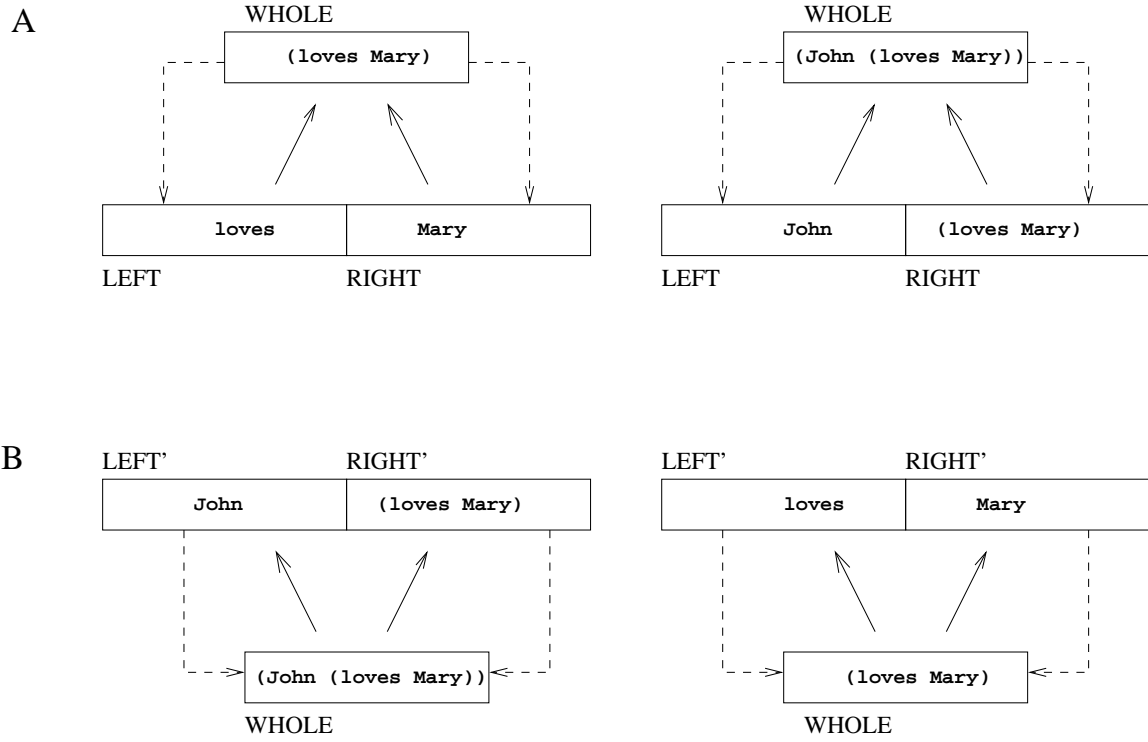 A
WHOLE WHOLE
(loves Mary) (John (loves Mary))
loves Mary John (loves Mary)
LEFT RIGHT LEFT RIGHT
B
LEFT’ RIGHT’ LEFT’ RIGHT’
John (loves Mary) loves Mary
(John (loves Mary)) (loves Mary)
WHOLE WHOLE